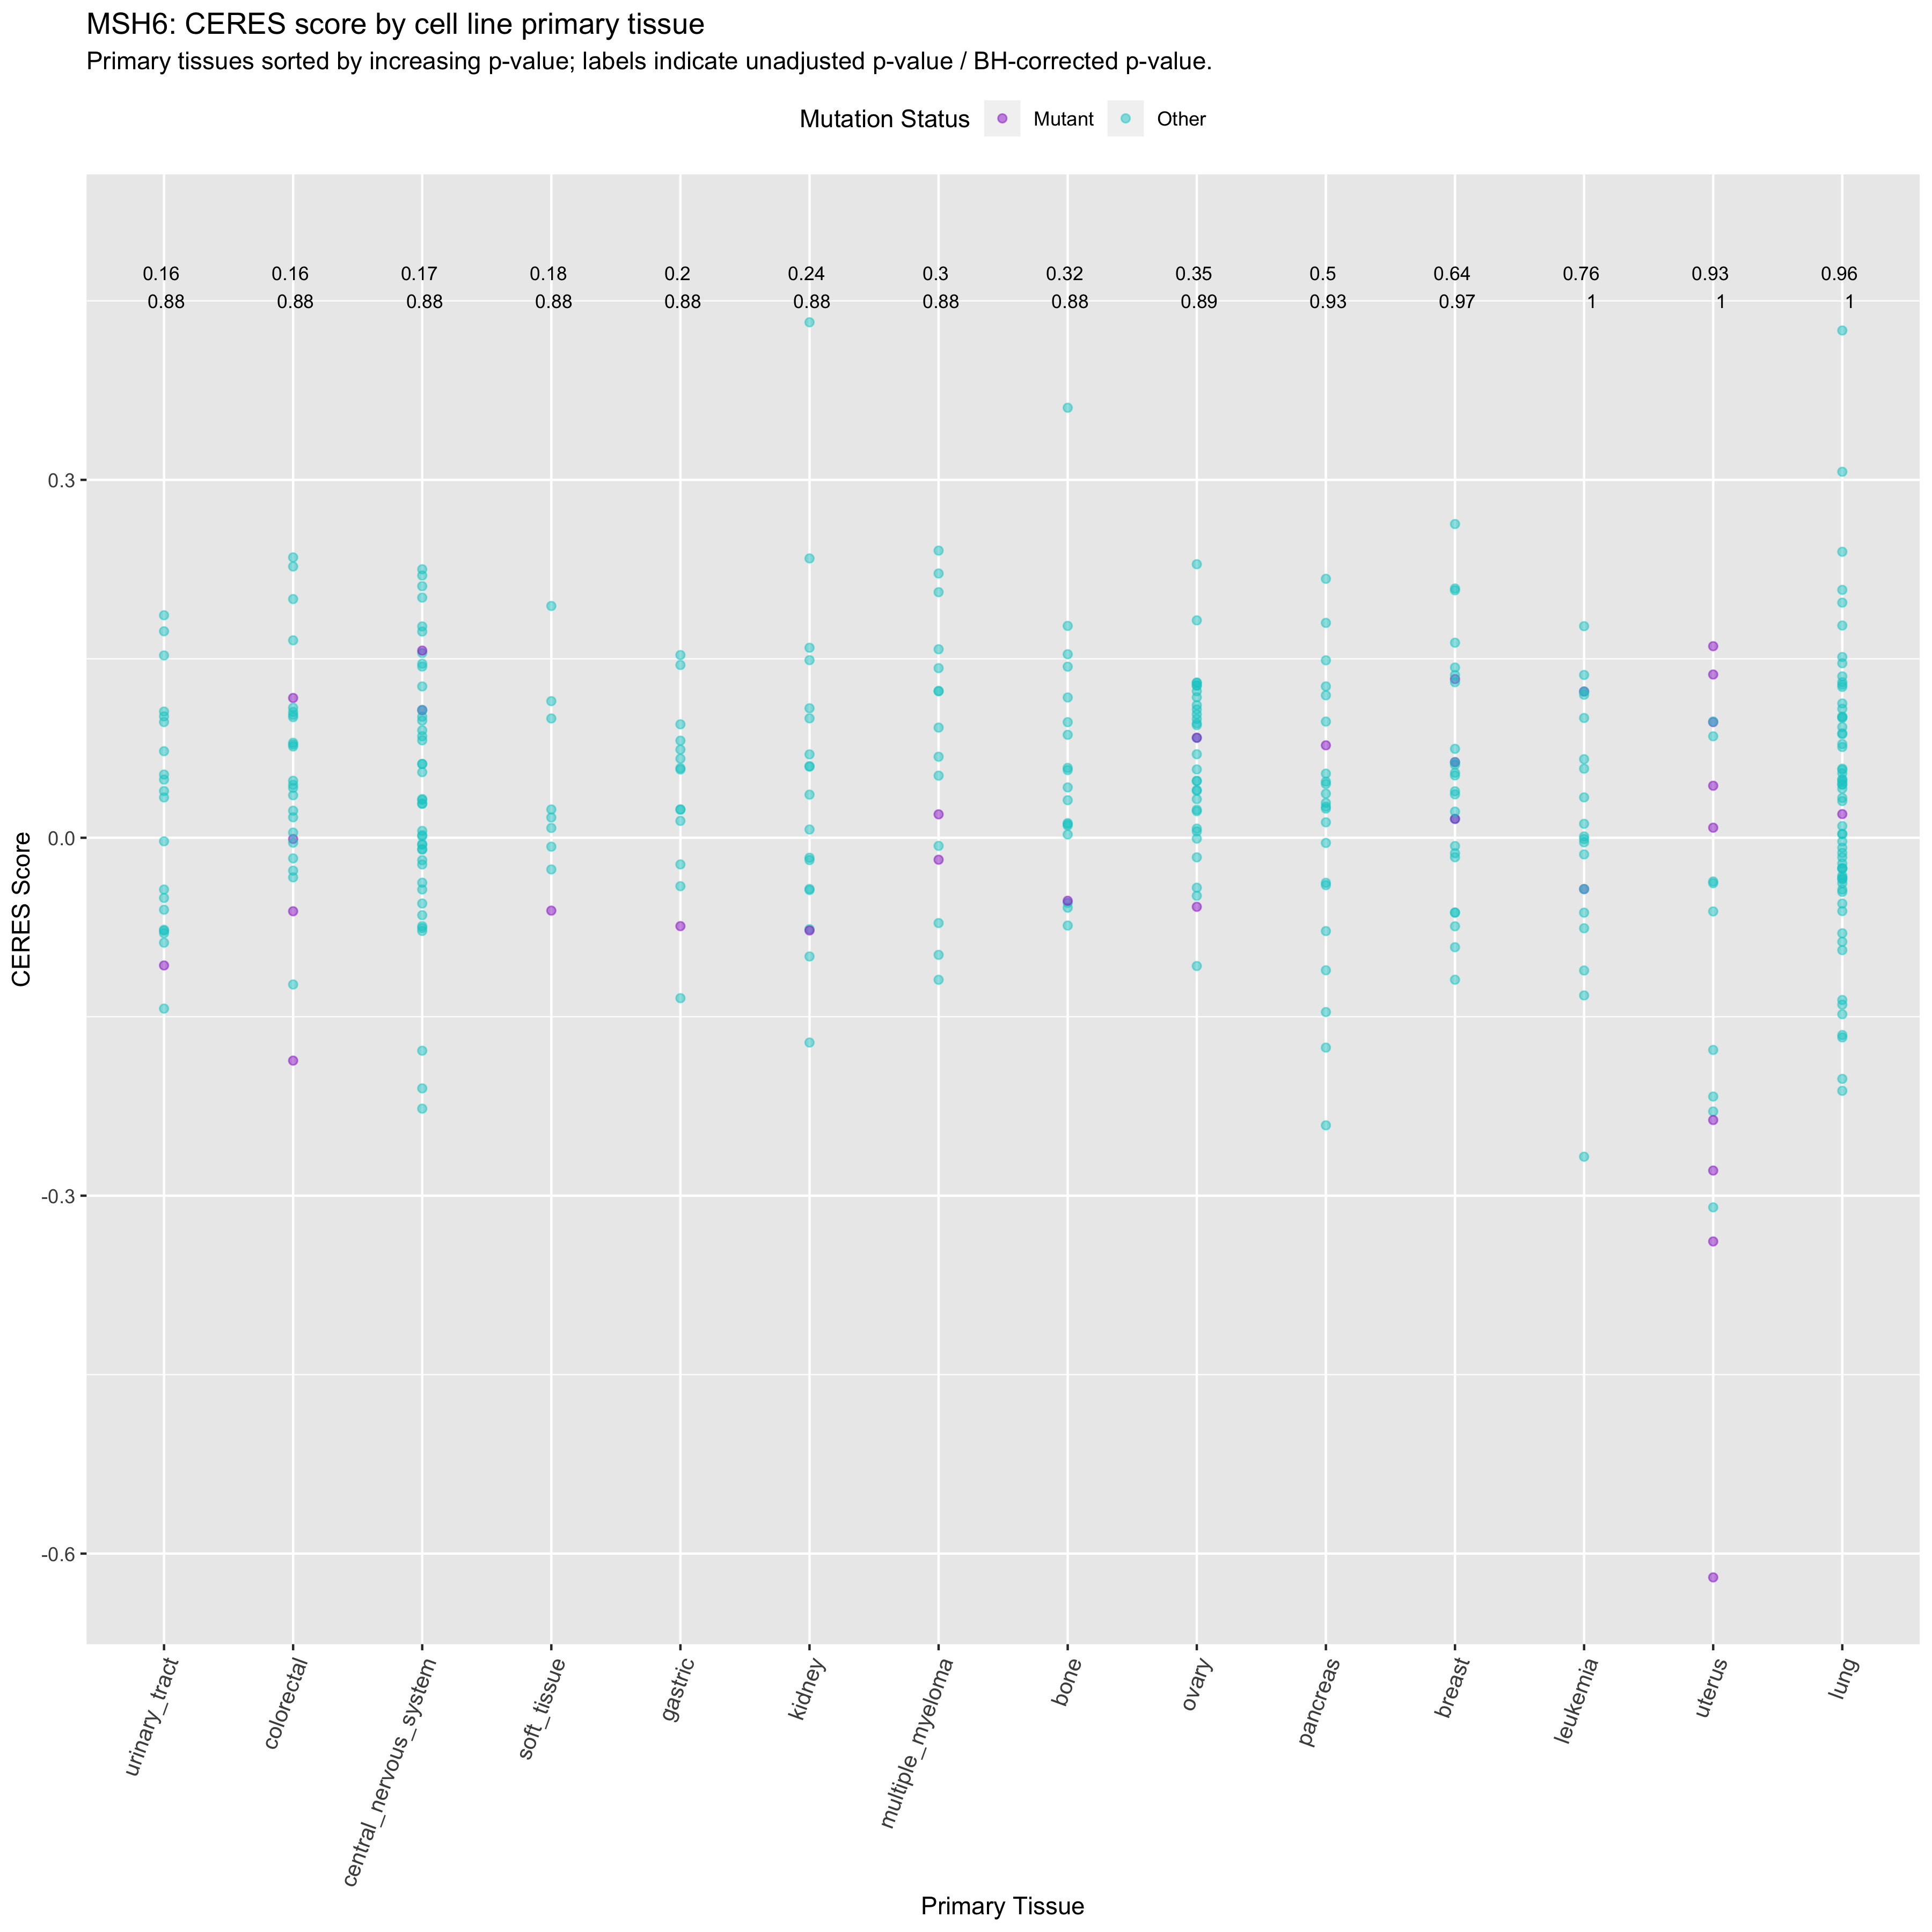 MSH6: CERES score by cell line primary tissue
Primary tissues sorted by increasing p-value; labels indicate unadjusted p-value / BH-corrected p-value.
Mutation Status Mutant Other
0.16 0.16 0.17 0.18 0.2 0.24 0.3 0.32 0.35 0.5 0.64 0.76 0.93 0.96
0.88 0.88 0.88 0.88 0.88 0.88 0.88 0.88 0.89 0.93 0.97 1 1 1
0.3
0.0
-0.3
-0.6
CERES Score
urinary_tract
colorectal
central_nervous_system
soft_tissue
gastric
kidney
multiple_myeloma
bone
ovary
pancreas
breast
leukemia
uterus
lung
Primary Tissue